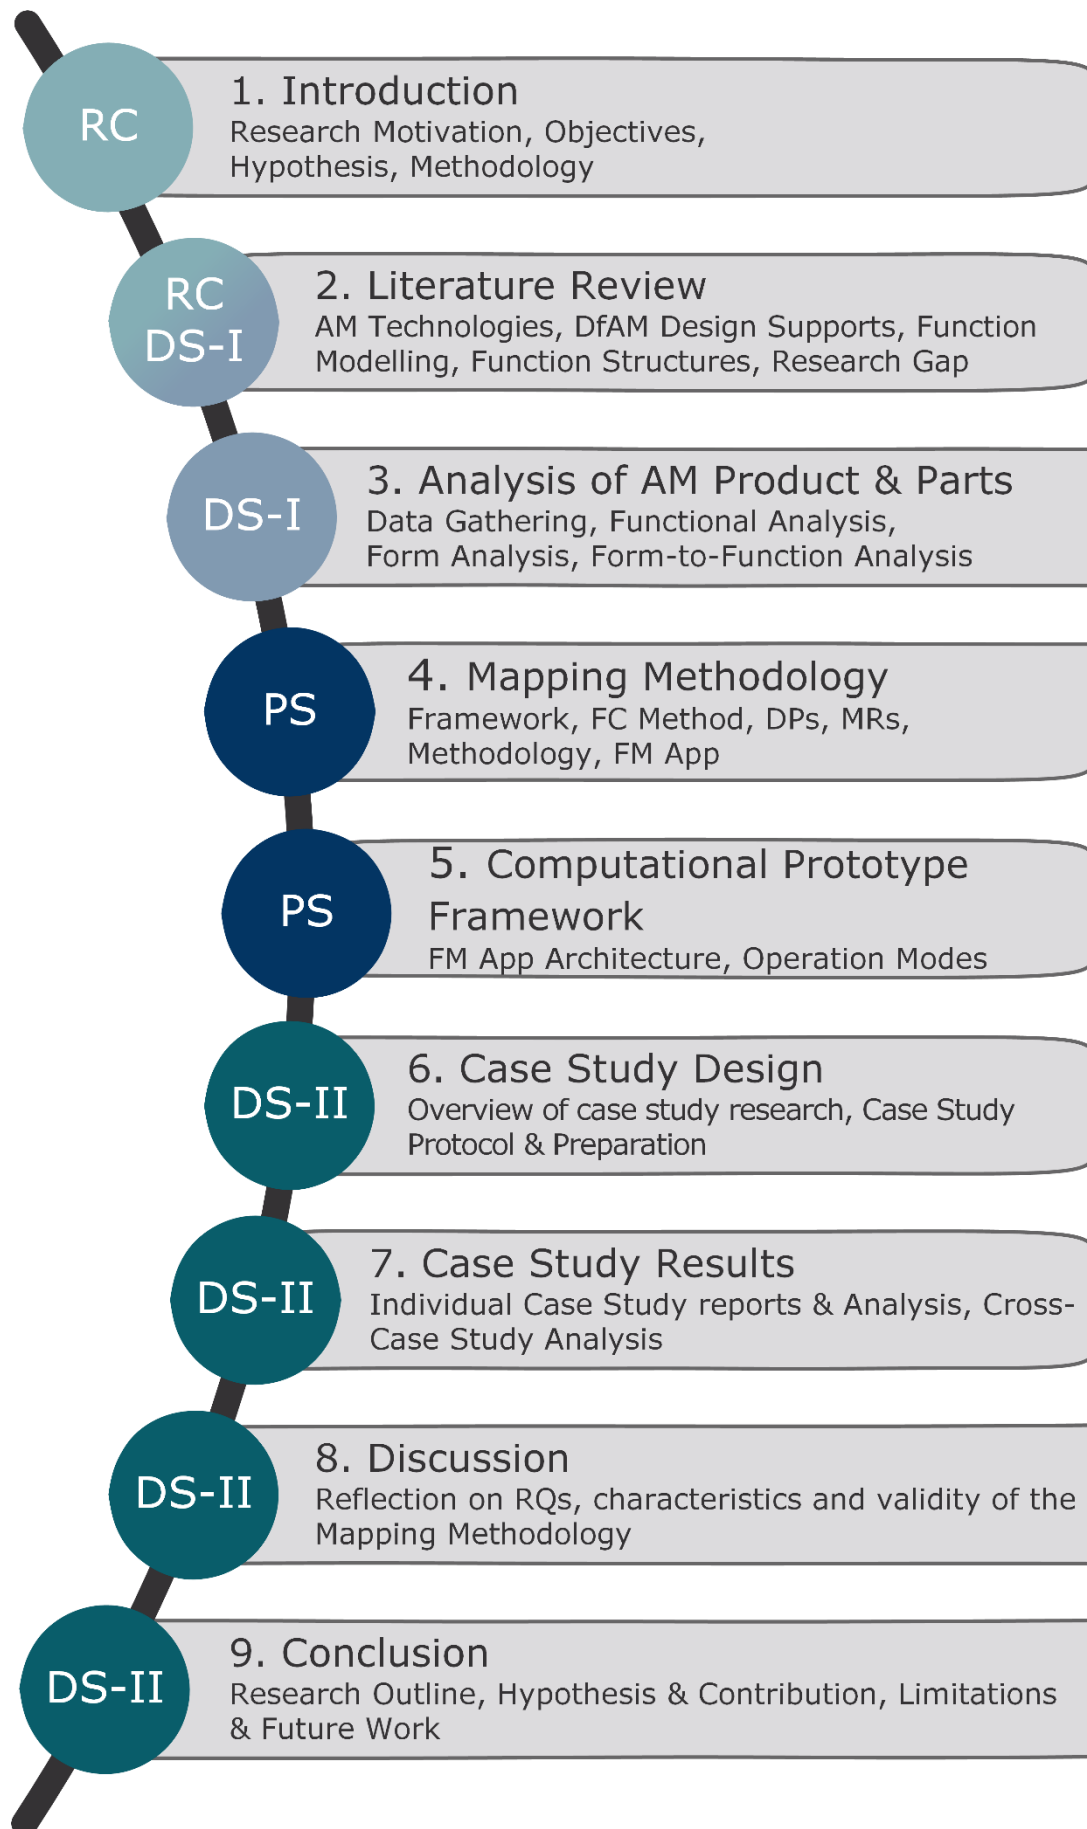 RC
1. Introduction
Research Motivation, Objectives,
Hypothesis, Methodology
RC
DS-I
2. Literature Review
AM Technologies, DfAM Design Supports, Function
Modelling, Function Structures, Research Gap
DS-I
3. Analysis of AM Product & Parts
Data Gathering, Functional Analysis,
Form Analysis, Form-to-Function Analysis
PS
4. Mapping Methodology
Framework, FC Method, DPs, MRs,
Methodology, FM App
PS
5. Computational Prototype
Framework
FM App Architecture, Operation Modes
DS-II
6. Case Study Design
Overview of case study research, Case Study
Protocol & Preparation
DS-II
7. Case Study Results
Individual Case Study reports & Analysis, Cross-
Case Study Analysis
DS-II
8. Discussion
Reflection on RQs, characteristics and validity of the
Mapping Methodology
DS-II
9. Conclusion
Research Outline, Hypothesis & Contribution, Limitations
& Future Work